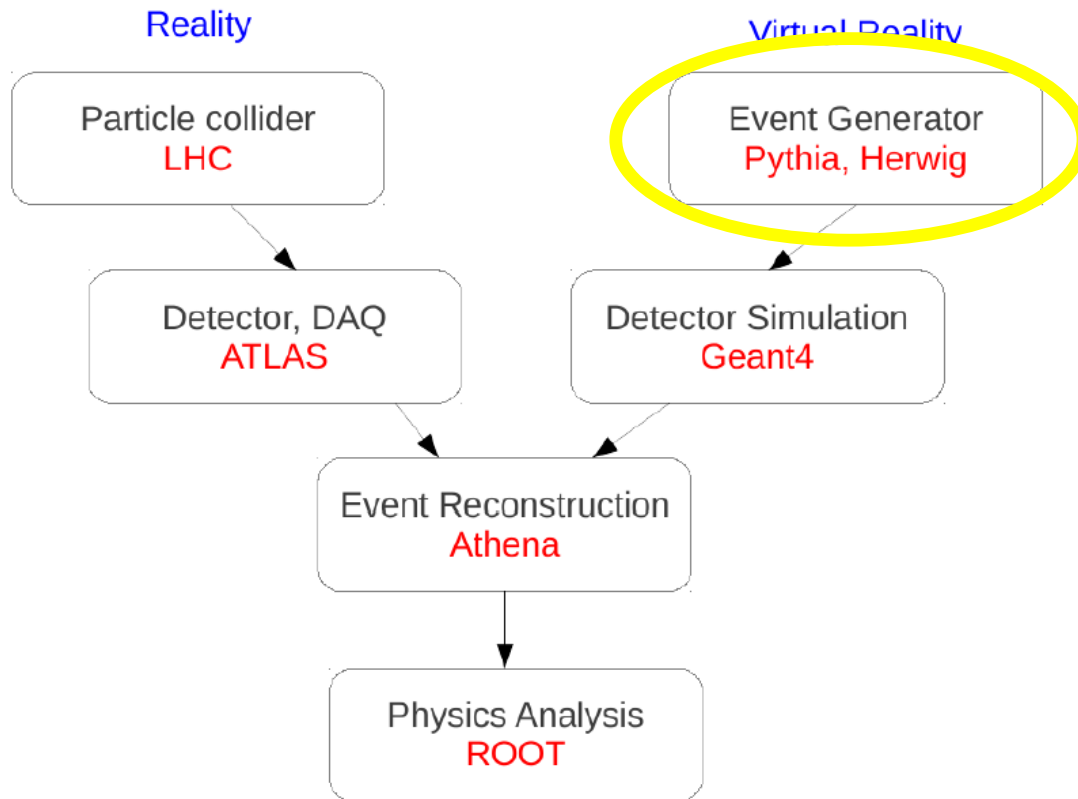 Reality
Virtual Reality
Particle collider
LHC
Event Generator
Pythia, Herwig
Detector, DAQ
ATLAS
Detector Simulation
Geant4
Event Reconstruction
Athena
Physics Analysis
ROOT